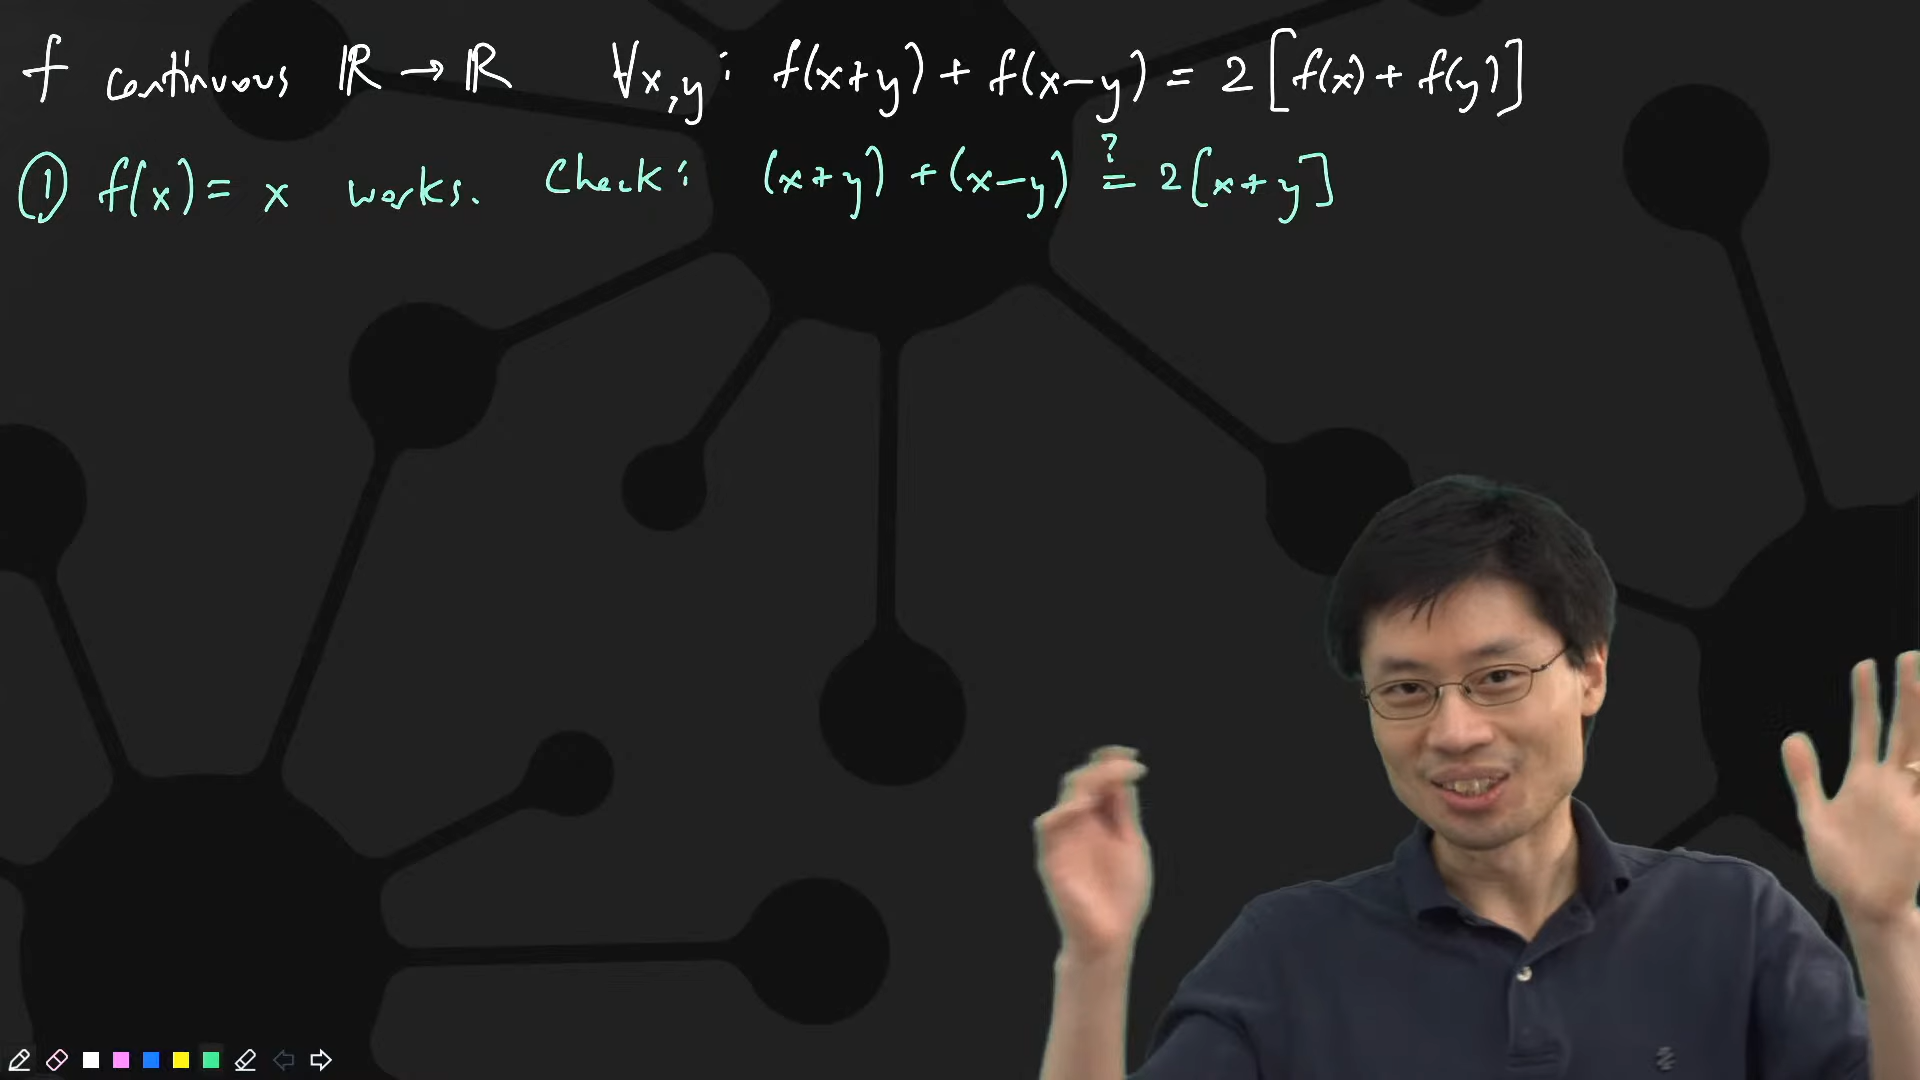 f continuous ℝ → ℝ ∀x,y: f(x+y) + f(x-y) = 2[f(x) + f(y)]
① f(x) = x works. Check: (x+y) + (x-y) ≟ 2[x+y]